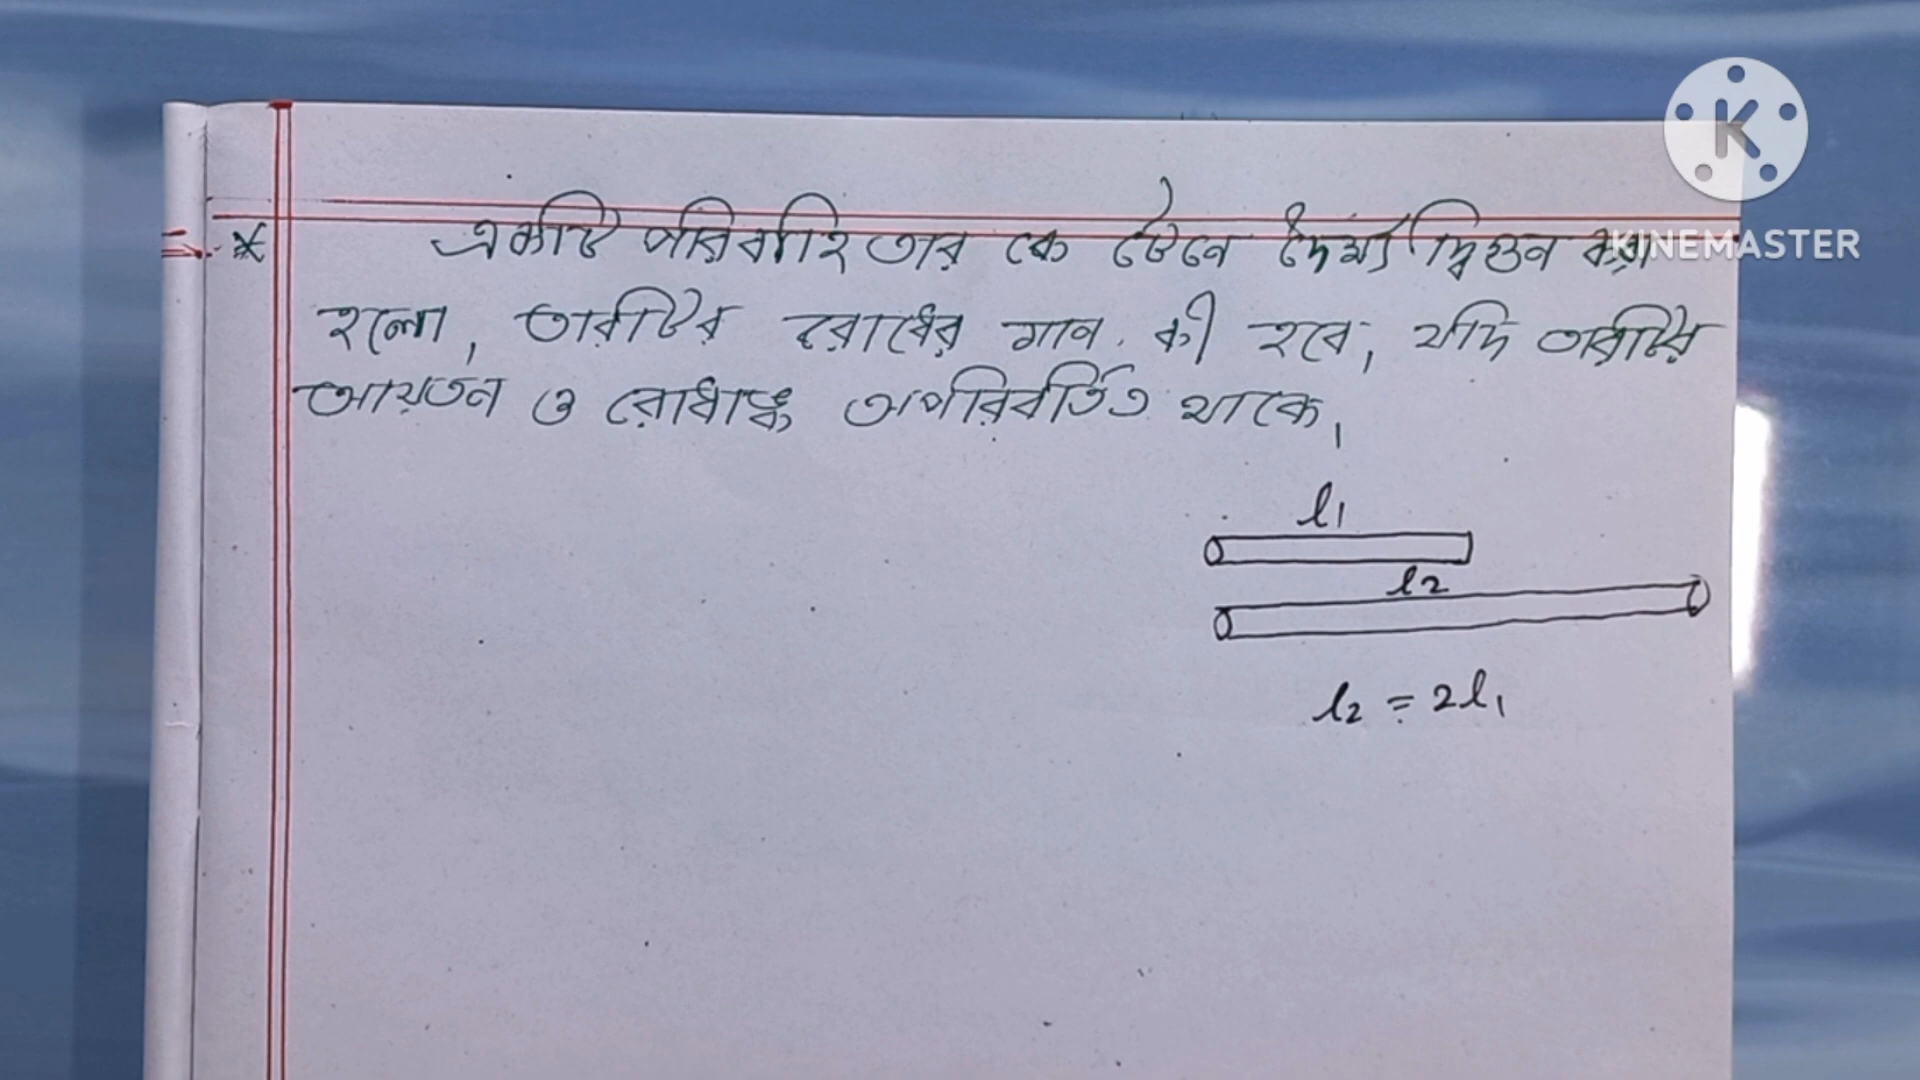 * একটি পরিবাহি তার কে টেনে দৈর্ঘ্য দ্বিগুন করা
হলো, তারটির রোধের মান কী হবে, যদি তারটির
আয়তন ও রোধাঙ্ক অপরিবর্তিত থাকে,
l₁
l₂
l₂ = 2l₁
K
KINEMASTER